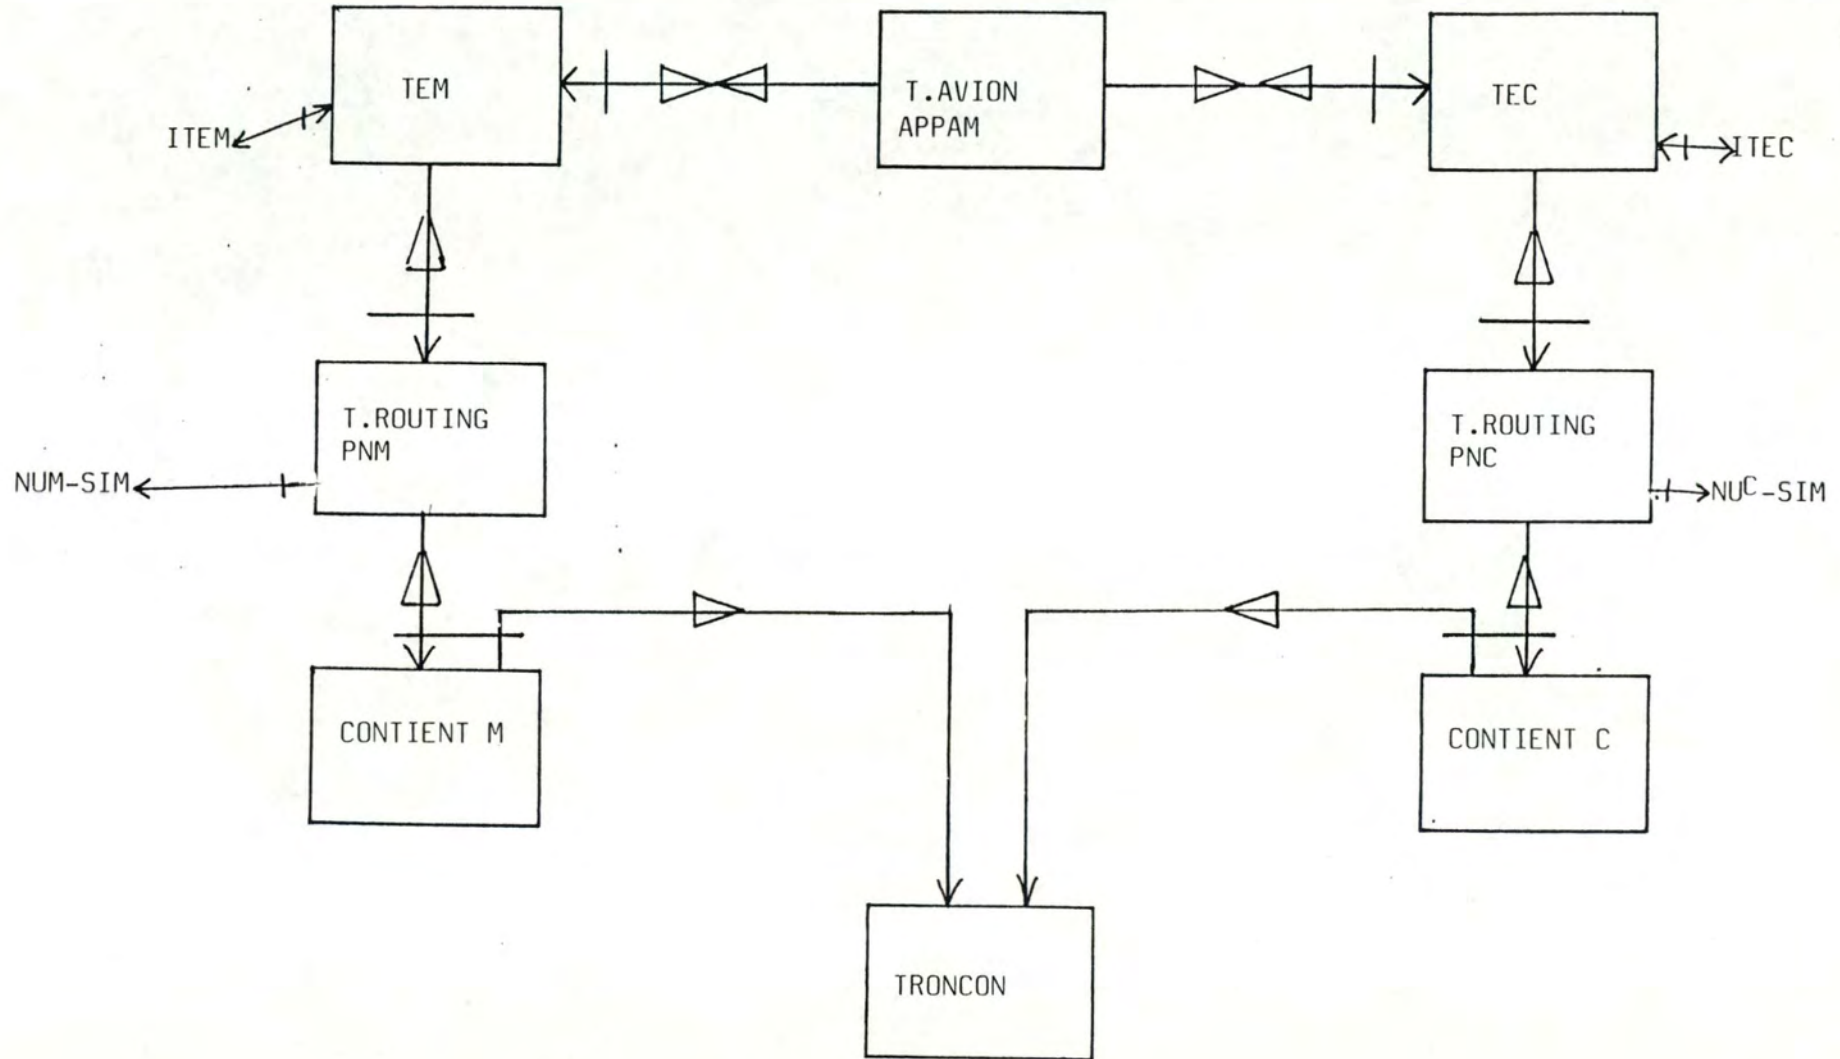 TEM
T.AVION
APPAM
TEC
ITEM
ITEC
T.ROUTING
PNM
T.ROUTING
PNC
NUM-SIM
NUC-SIM
CONTIENT M
CONTIENT C
TRONCON